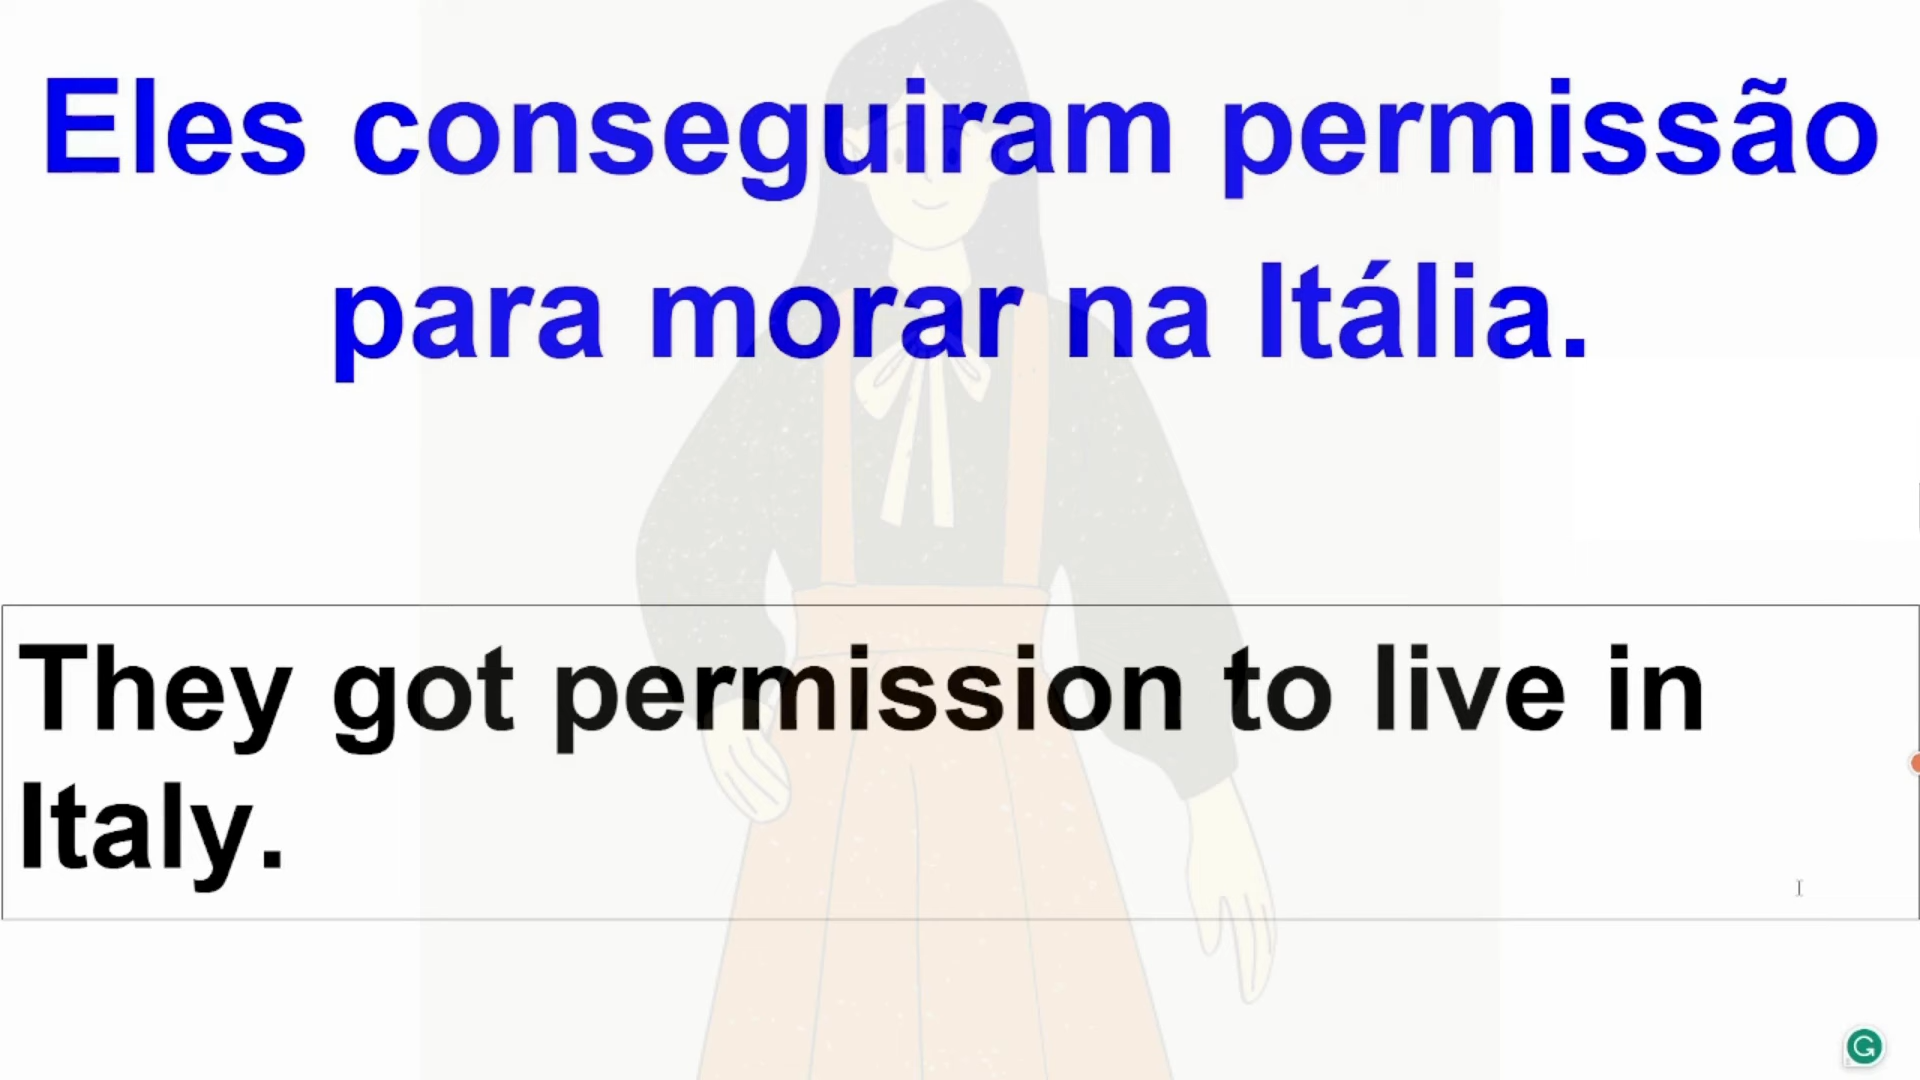 Eles conseguiram permissão
para morar na Itália.
They got permission to live in
Italy.